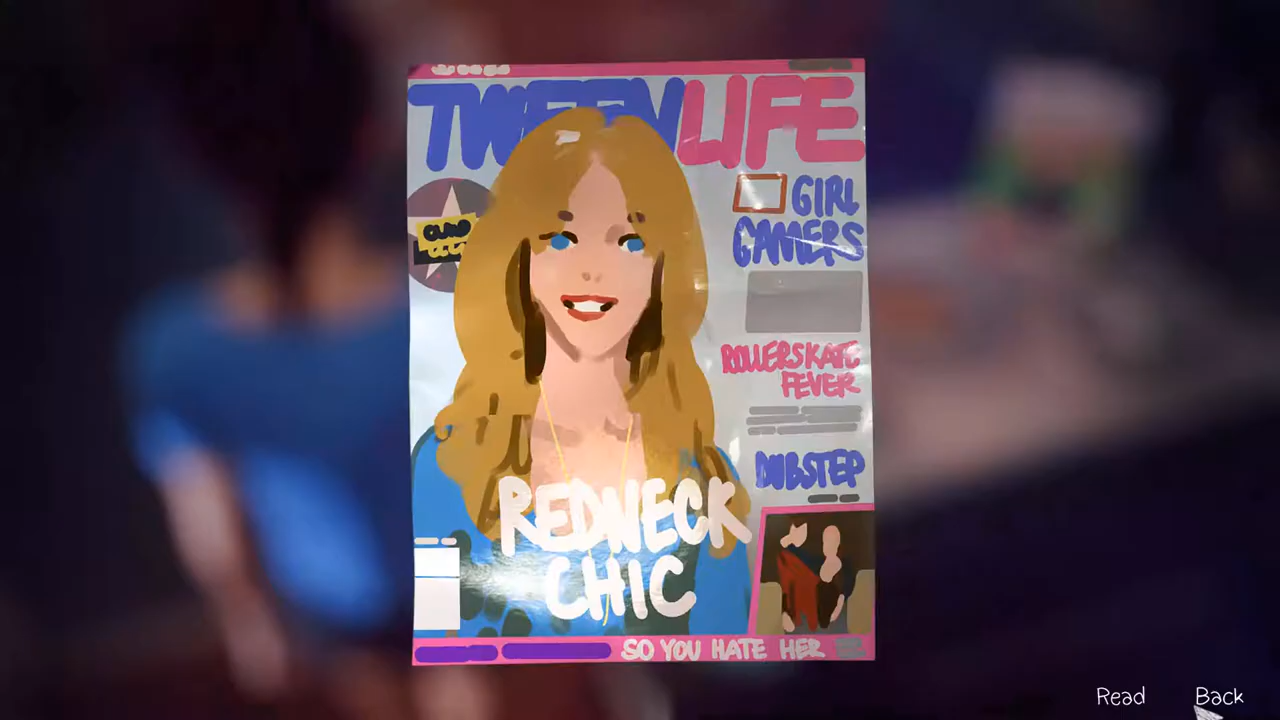 TWEENLIFE
GIRL
GAMERS
ROLLERSKATE
FEVER
DUBSTEP
REDNECK
CHIC
SO YOU HATE HER
Read Back